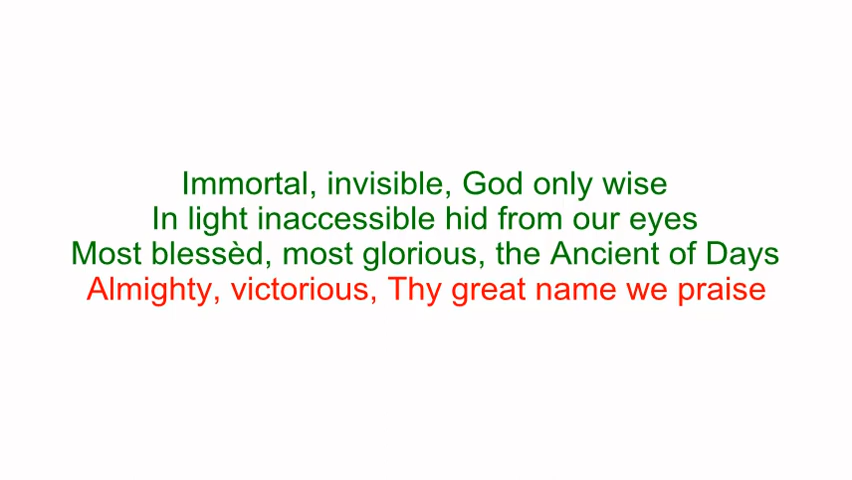 Immortal, invisible, God only wise
In light inaccessible hid from our eyes
Most blessèd, most glorious, the Ancient of Days
Almighty, victorious, Thy great name we praise